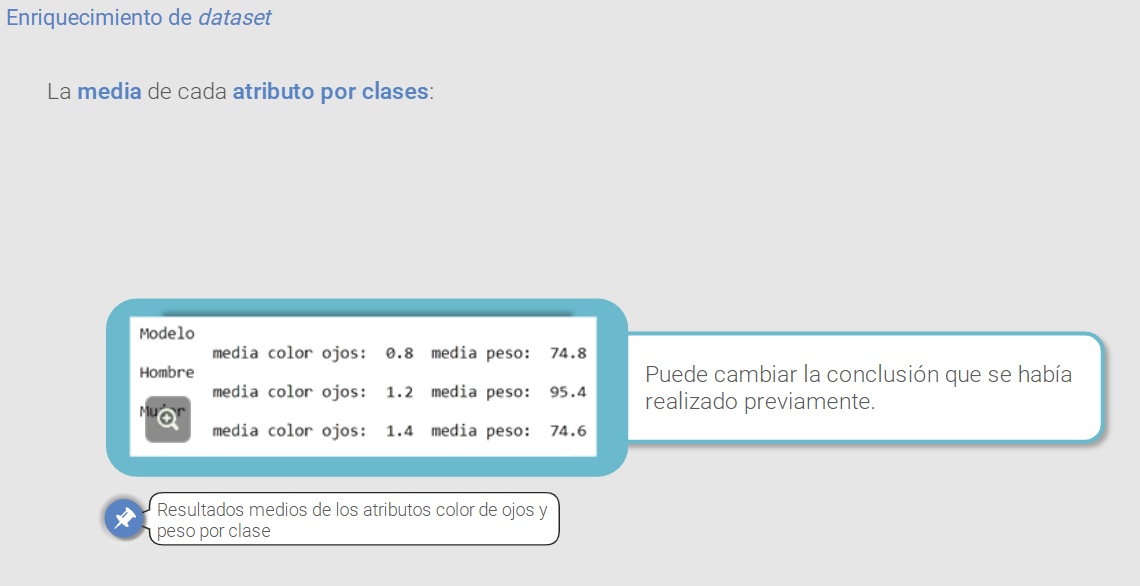 Enriquecimiento de dataset
La media de cada atributo por clases:
Modelo
media color ojos: 0.8 media peso: 74.8
Hombre
media color ojos: 1.2 media peso: 95.4
Mujer
media color ojos: 1.4 media peso: 74.6
Puede cambiar la conclusión que se había
realizado previamente.
Resultados medios de los atributos color de ojos y
peso por clase